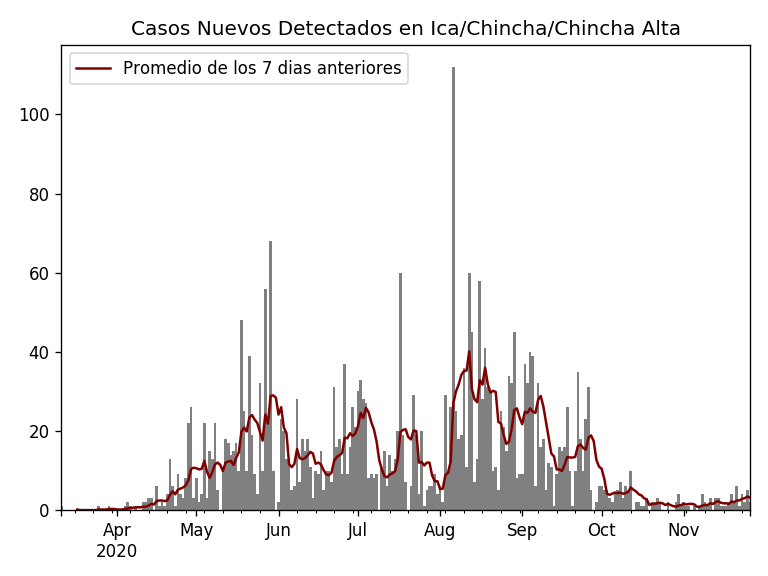 Casos Nuevos Detectados en Ica/Chincha/Chincha Alta
Promedio de los 7 dias anteriores
100
80
60
40
20
0
Apr May Jun Jul Aug Sep Oct Nov
2020